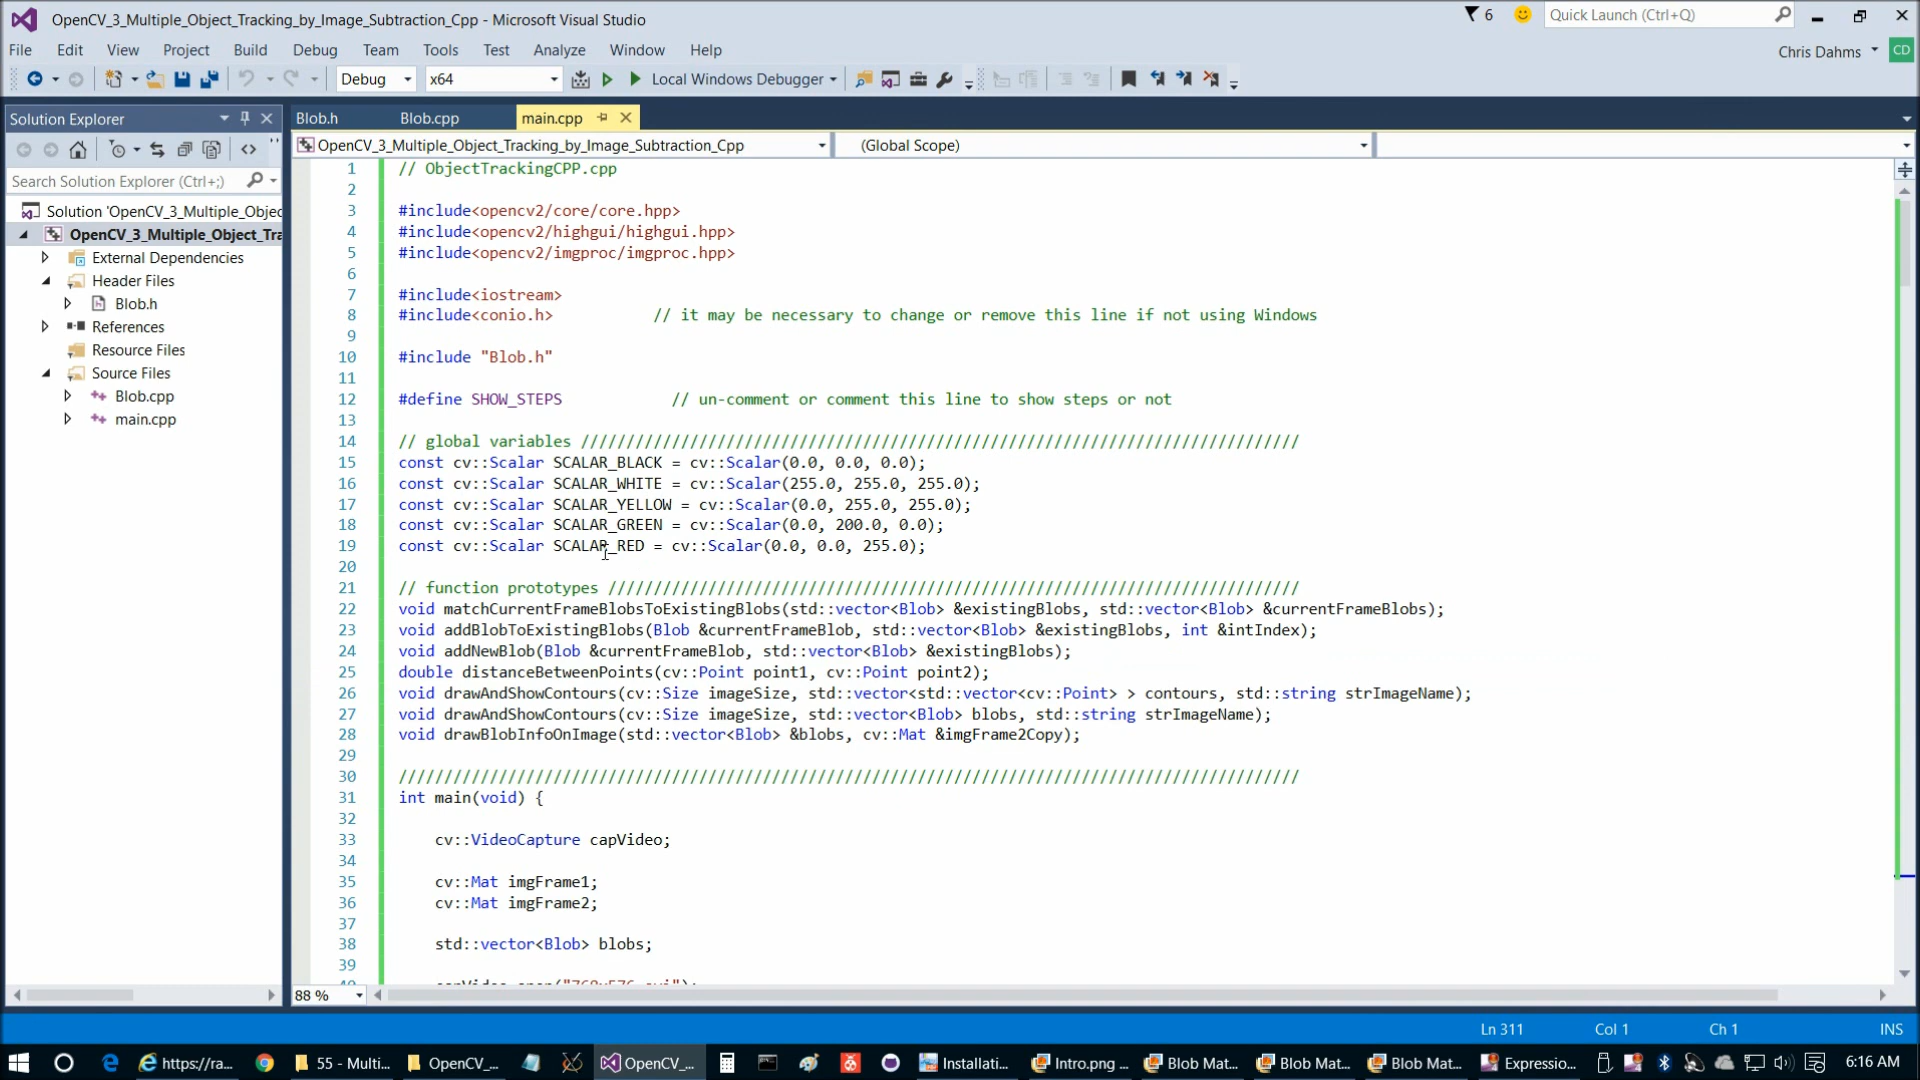 OpenCV_3_Multiple_Object_Tracking_by_Image_Subtraction_Cpp - Microsoft Visual Studio
6
Quick Launch (Ctrl+Q)
File Edit View Project Build Debug Team Tools Test Analyze Window Help
Chris Dahms CD
Debug x64 Local Windows Debugger
Solution Explorer
Blob.h Blob.cpp main.cpp
OpenCV_3_Multiple_Object_Tracking_by_Image_Subtraction_Cpp (Global Scope)
Search Solution Explorer (Ctrl+;)
Solution 'OpenCV_3_Multiple_Objec
OpenCV_3_Multiple_Object_Tra
External Dependencies
Header Files
Blob.h
References
Resource Files
Source Files
Blob.cpp
main.cpp
1 // ObjectTrackingCPP.cpp
2
3 #include<opencv2/core/core.hpp>
4 #include<opencv2/highgui/highgui.hpp>
5 #include<opencv2/imgproc/imgproc.hpp>
6
7 #include<iostream>
8 #include<conio.h> // it may be necessary to change or remove this line if not using Windows
9
10 #include "Blob.h"
11
12 #define SHOW_STEPS // un-comment or comment this line to show steps or not
13
14 // global variables ///////////////////////////////////////////////////////////////////////////////
15 const cv::Scalar SCALAR_BLACK = cv::Scalar(0.0, 0.0, 0.0);
16 const cv::Scalar SCALAR_WHITE = cv::Scalar(255.0, 255.0, 255.0);
17 const cv::Scalar SCALAR_YELLOW = cv::Scalar(0.0, 255.0, 255.0);
18 const cv::Scalar SCALAR_GREEN = cv::Scalar(0.0, 200.0, 0.0);
19 const cv::Scalar SCALAR_RED = cv::Scalar(0.0, 0.0, 255.0);
20
21 // function prototypes ////////////////////////////////////////////////////////////////////////////
22 void matchCurrentFrameBlobsToExistingBlobs(std::vector<Blob> &existingBlobs, std::vector<Blob> &currentFrameBlobs);
23 void addBlobToExistingBlobs(Blob &currentFrameBlob, std::vector<Blob> &existingBlobs, int &intIndex);
24 void addNewBlob(Blob &currentFrameBlob, std::vector<Blob> &existingBlobs);
25 double distanceBetweenPoints(cv::Point point1, cv::Point point2);
26 void drawAndShowContours(cv::Size imageSize, std::vector<std::vector<cv::Point> > contours, std::string strImageName);
27 void drawAndShowContours(cv::Size imageSize, std::vector<Blob> blobs, std::string strImageName);
28 void drawBlobInfoOnImage(std::vector<Blob> &blobs, cv::Mat &imgFrame2Copy);
29
30 ///////////////////////////////////////////////////////////////////////////////////////////////////
31 int main(void) {
32
33 cv::VideoCapture capVideo;
34
35 cv::Mat imgFrame1;
36 cv::Mat imgFrame2;
37
38 std::vector<Blob> blobs;
39
40 capVideo.open("768x576.avi");
88 %
Ln 311 Col 1 Ch 1 INS
https://ra... 55 - Multi... OpenCV_... OpenCV_... Installati... Intro.png ... Blob Mat... Blob Mat... Blob Mat... Expressio... 6:16 AM